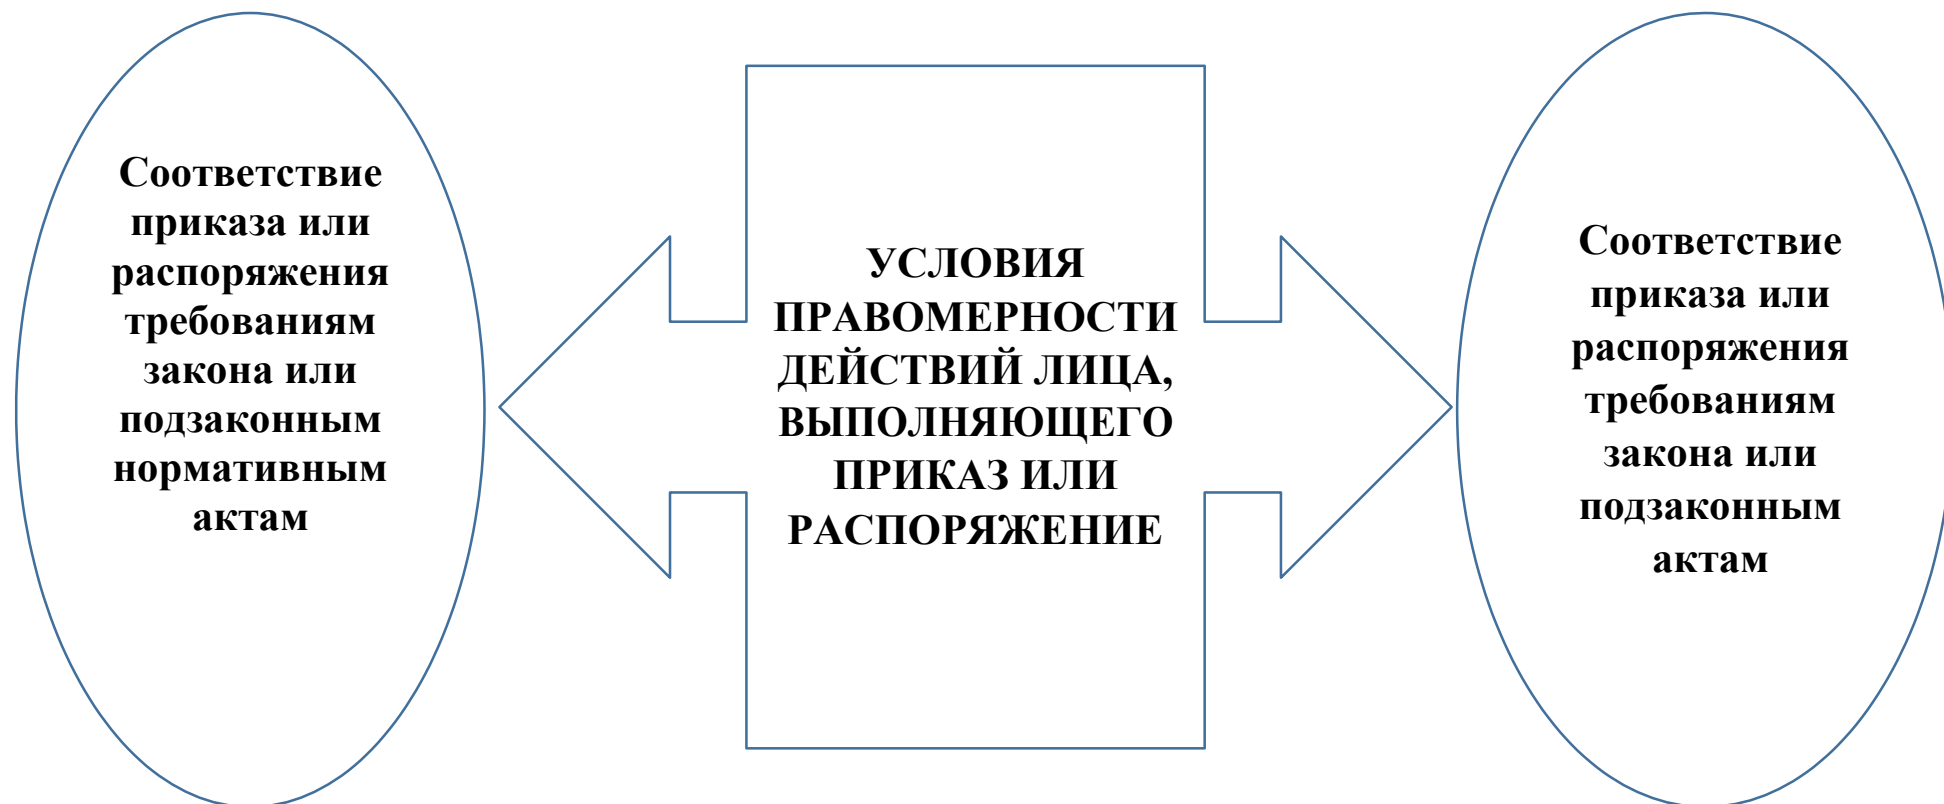 Соответствие
приказа или
распоряжения
требованиям
закона или
подзаконным
нормативным
актам
УСЛОВИЯ
ПРАВОМЕРНОСТИ
ДЕЙСТВИЙ ЛИЦА,
ВЫПОЛНЯЮЩЕГО
ПРИКАЗ ИЛИ
РАСПОРЯЖЕНИЕ
Соответствие
приказа или
распоряжения
требованиям
закона или
подзаконным
актам